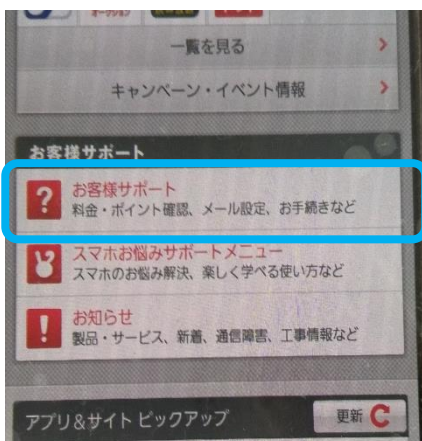 オークション
一覧を見る
キャンペーン・イベント情報
お客様サポート
お客様サポート
料金・ポイント確認、メール設定、お手続きなど
スマホお悩みサポートメニュー
スマホのお悩み解決、楽しく学べる使い方など
お知らせ
製品・サービス、新着、通信障害、工事情報など
アプリ&サイト ピックアップ
更新